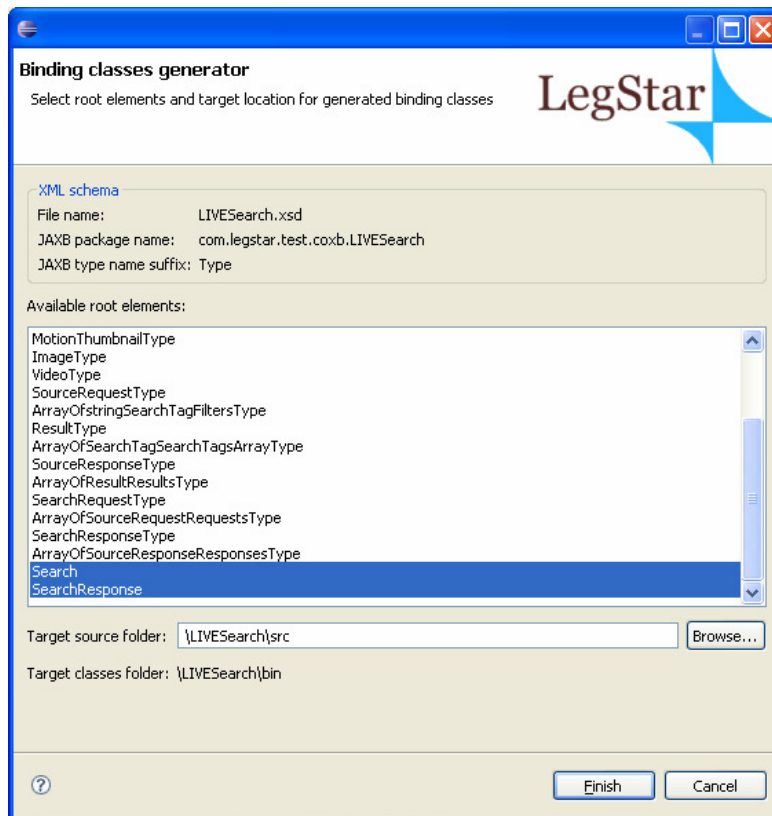 Binding classes generator
Select root elements and target location for generated binding classes
LegStar
XML schema
File name: LIVESearch.xsd
JAXB package name: com.legstar.test.coxb.LIVESearch
JAXB type name suffix: Type
Available root elements:
MotionThumbnailType
ImageType
VideoType
SourceRequestType
ArrayOfstringSearchTagFiltersType
ResultType
ArrayOfSearchTagSearchTagsArrayType
SourceResponseType
ArrayOfResultResultsType
SearchRequestType
ArrayOfSourceRequestRequestsType
SearchResponseType
ArrayOfSourceResponseResponsesType
Search
SearchResponse
Target source folder: \LIVESearch\src Browse...
Target classes folder: \LIVESearch\bin
? Finish Cancel